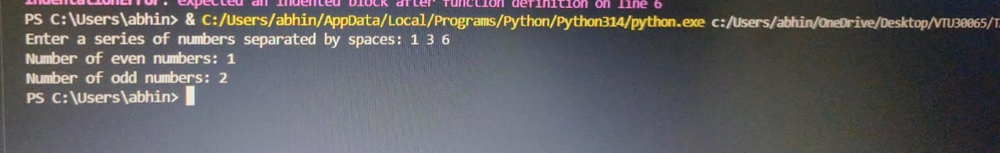 IndentationError: expected an indented block after function definition on line 6
PS C:\Users\abhin> & C:/Users/abhin/AppData/Local/Programs/Python/Python314/python.exe c:/Users/abhin/OneDrive/Desktop/VTU30065/
Enter a series of numbers separated by spaces: 1 3 6
Number of even numbers: 1
Number of odd numbers: 2
PS C:\Users\abhin>